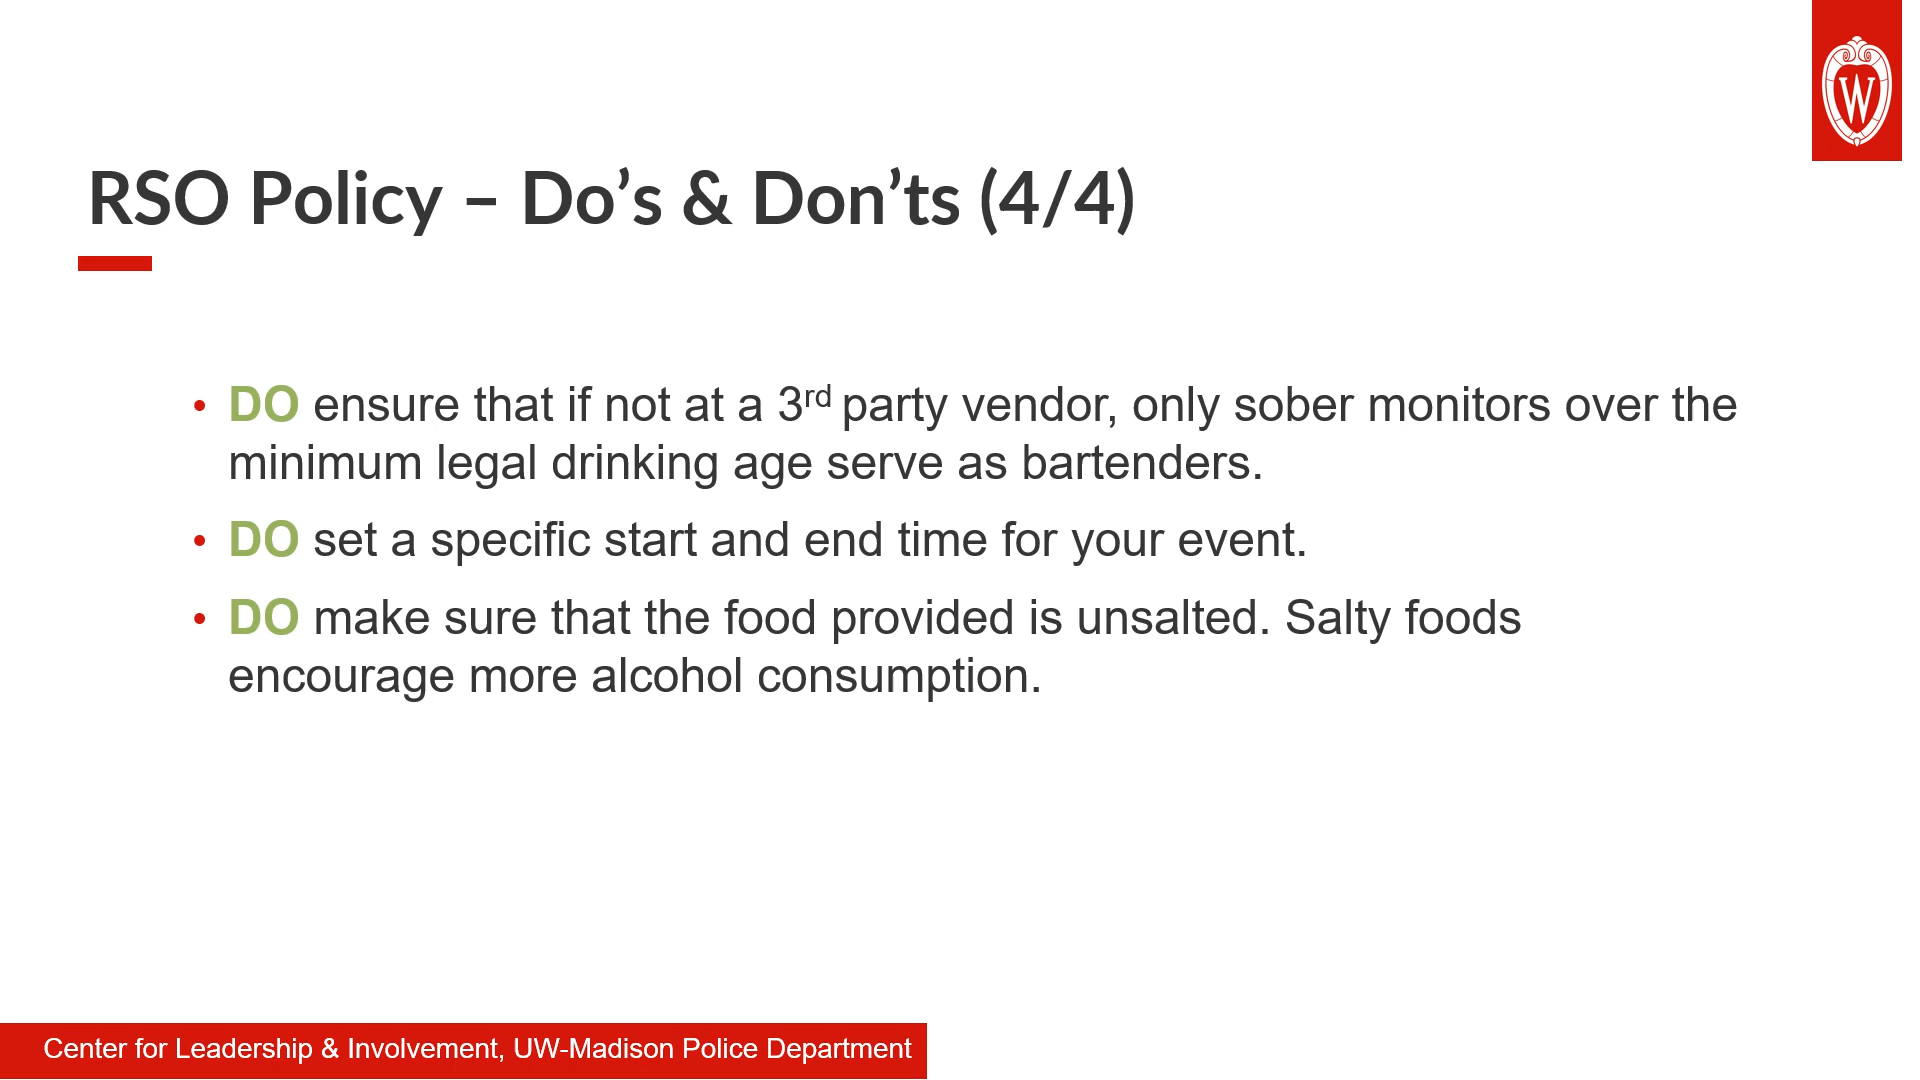 W
RSO Policy – Do’s & Don’ts (4/4)
• DO ensure that if not at a 3rd party vendor, only sober monitors over the
minimum legal drinking age serve as bartenders.
• DO set a specific start and end time for your event.
• DO make sure that the food provided is unsalted. Salty foods
encourage more alcohol consumption.
Center for Leadership & Involvement, UW-Madison Police Department